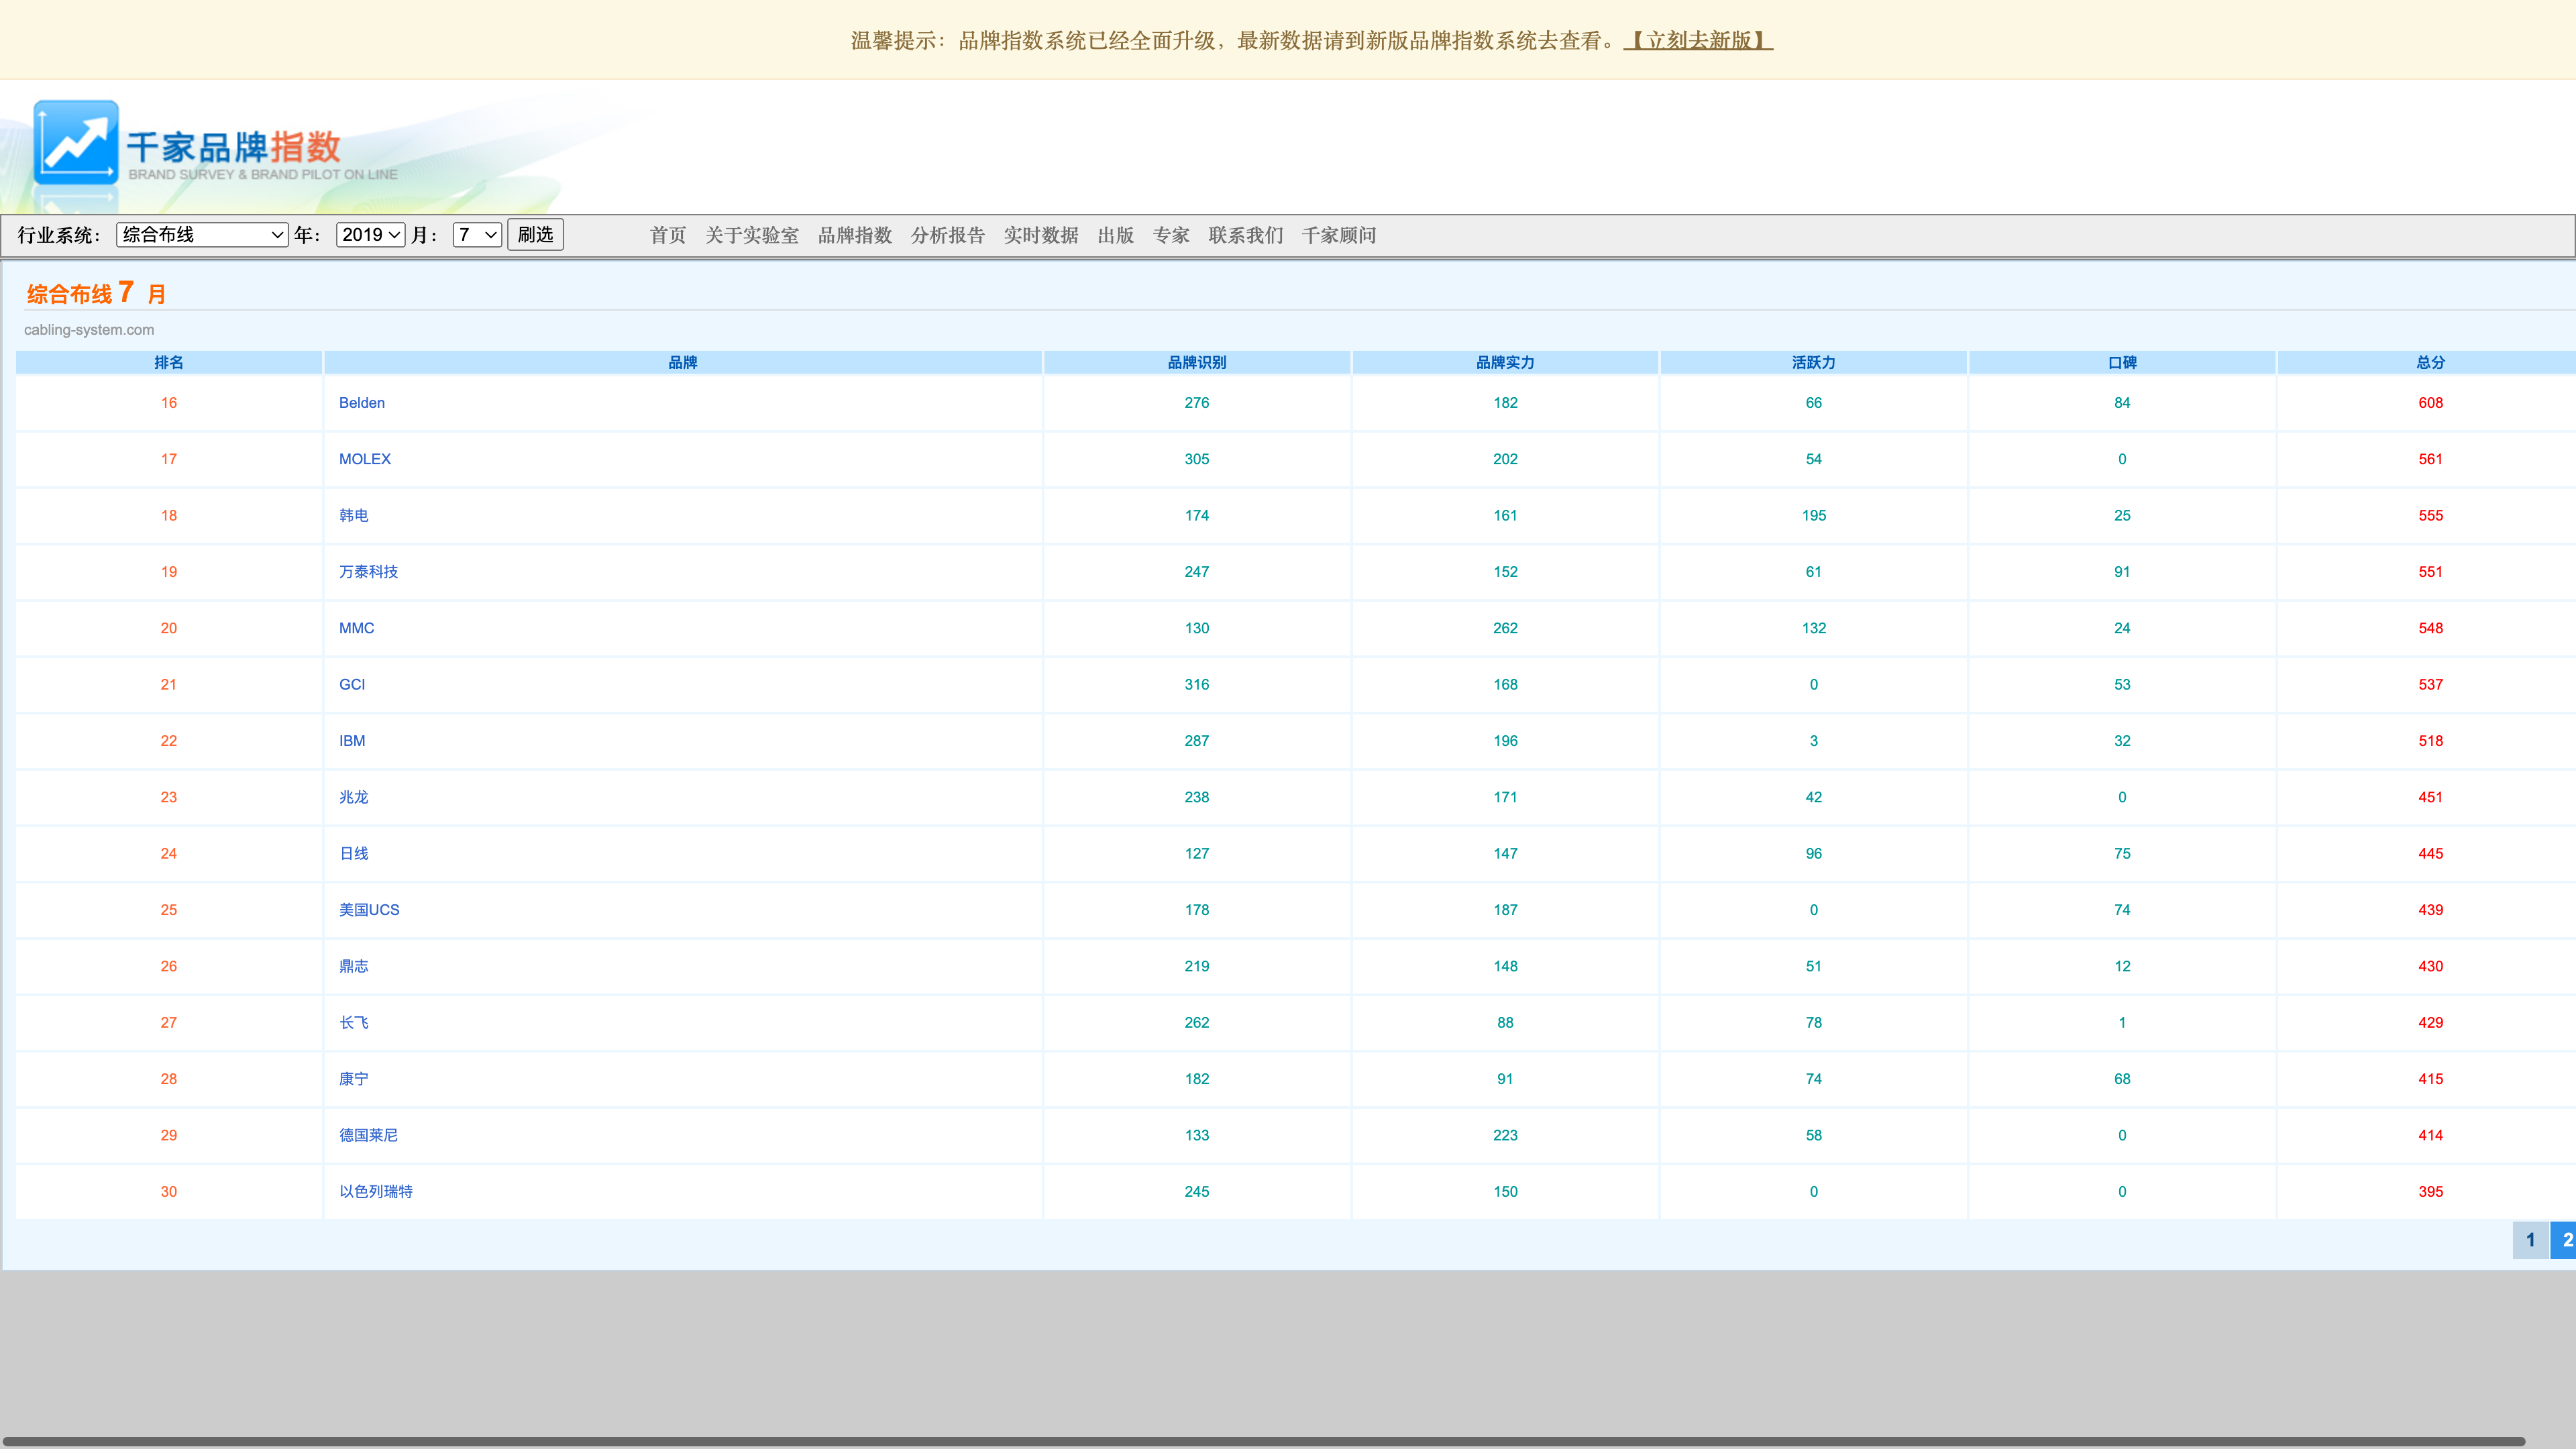 温馨提示：品牌指数系统已经全面升级，最新数据请到新版品牌指数系统去查看。【立刻去新版】
千家品牌指数
BRAND SURVEY & BRAND PILOT ON LINE
行业系统： 综合布线 年： 2019 月： 7 刷选 首页 关于实验室 品牌指数 分析报告 实时数据 出版 专家 联系我们 千家顾问
综合布线 7 月
cabling-system.com
排名 品牌 品牌识别 品牌实力 活跃力 口碑 总分
16 Belden 276 182 66 84 608
17 MOLEX 305 202 54 0 561
18 韩电 174 161 195 25 555
19 万泰科技 247 152 61 91 551
20 MMC 130 262 132 24 548
21 GCI 316 168 0 53 537
22 IBM 287 196 3 32 518
23 兆龙 238 171 42 0 451
24 日线 127 147 96 75 445
25 美国UCS 178 187 0 74 439
26 鼎志 219 148 51 12 430
27 长飞 262 88 78 1 429
28 康宁 182 91 74 68 415
29 德国莱尼 133 223 58 0 414
30 以色列瑞特 245 150 0 0 395
1 2